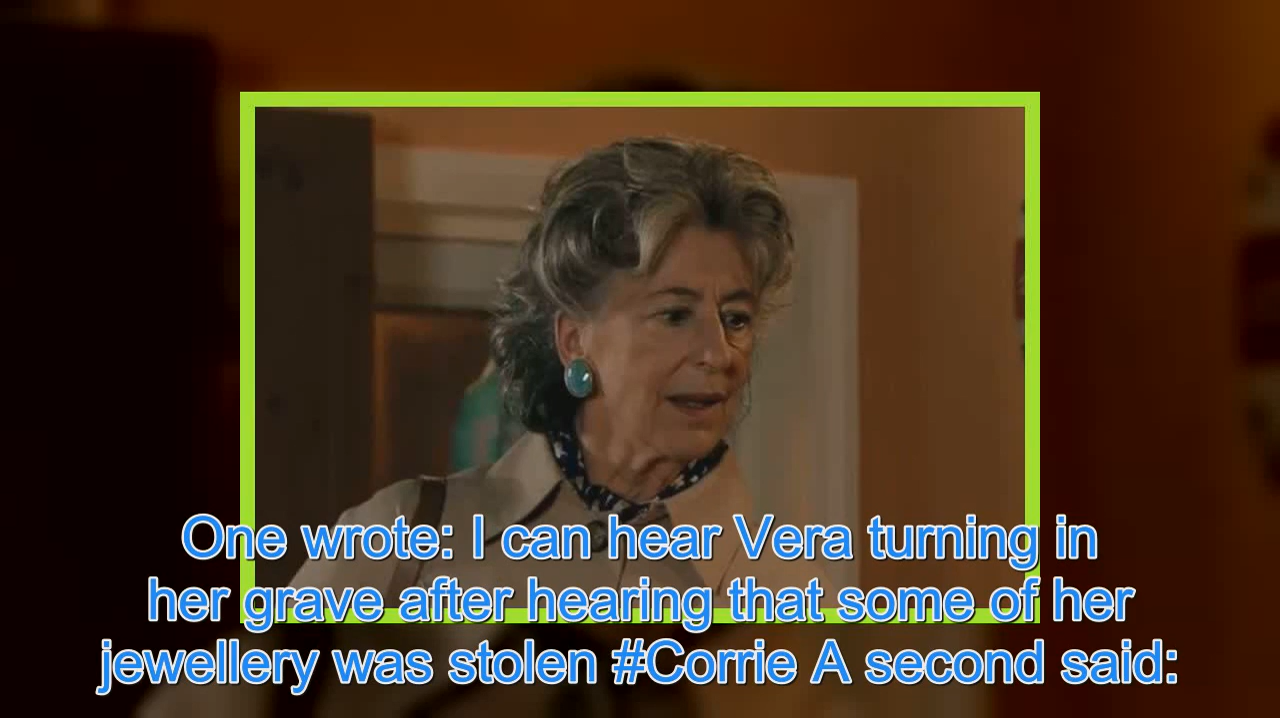 One wrote: I can hear Vera turning in
her grave after hearing that some of her
jewellery was stolen #Corrie A second said: